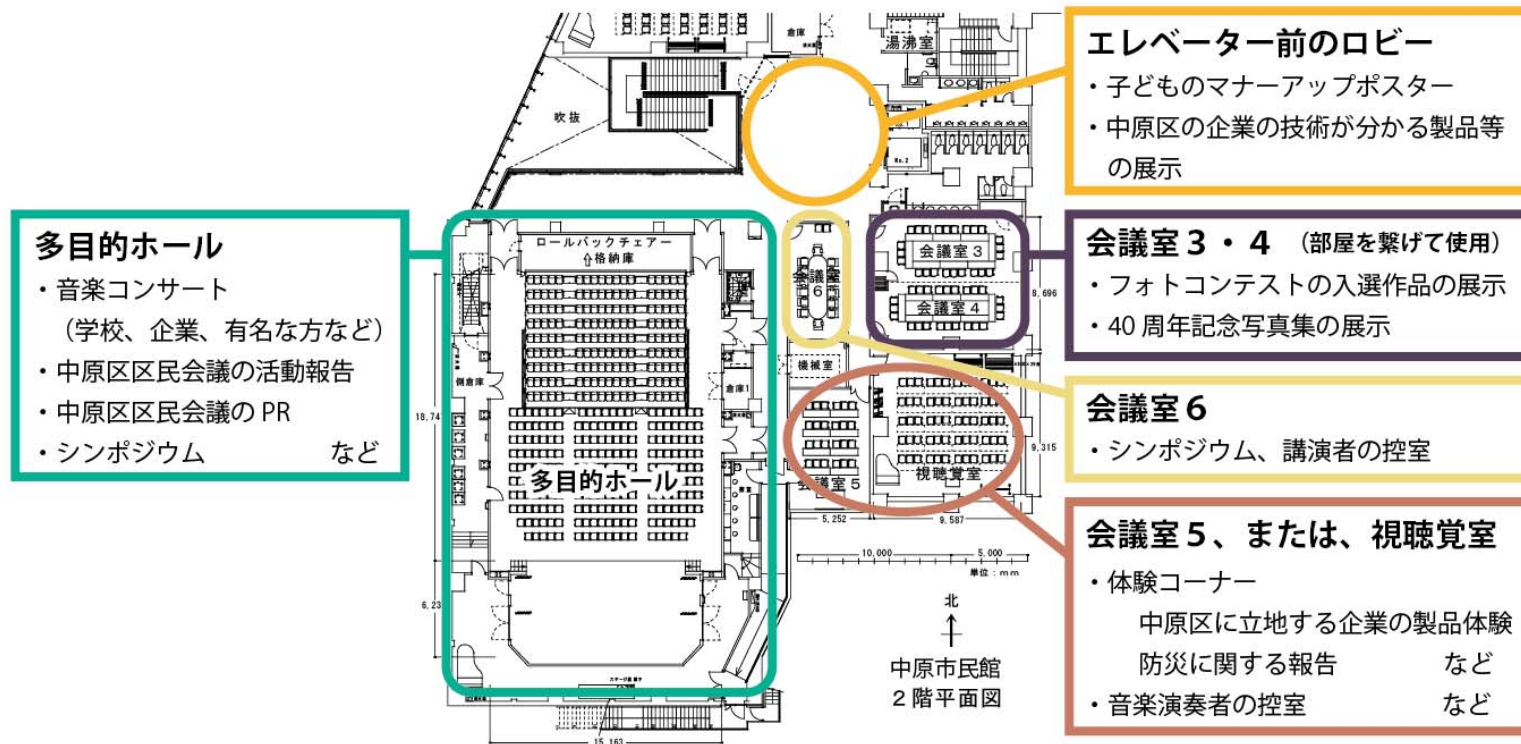 多目的ホール
・音楽コンサート
（学校、企業、有名な方など）
・中原区区民会議の活動報告
・中原区区民会議の PR
・シンポジウム　など
エレベーター前のロビー
・子どものマナーアップポスター
・中原区の企業の技術が分かる製品等
の展示
会議室３・４（部屋を繋げて使用）
・フォトコンテストの入選作品の展示
・40 周年記念写真集の展示
会議室６
・シンポジウム、講演者の控室
会議室５、または、視聴覚室
・体験コーナー
中原区に立地する企業の製品体験
防災に関する報告　など
・音楽演奏者の控室　など
倉庫
湯沸室
吹抜
No.2
ロールバックチェアー
⇧格納庫
会議室 6
会議室３
会議室４
8,696
機械室
側倉庫
倉庫1
18,74
多目的ホール
会議室５
視聴覚室
9,315
5,252
9,587
10,000
5,000
単位：mm
6,23
北
中原市民館
２階平面図
15,163